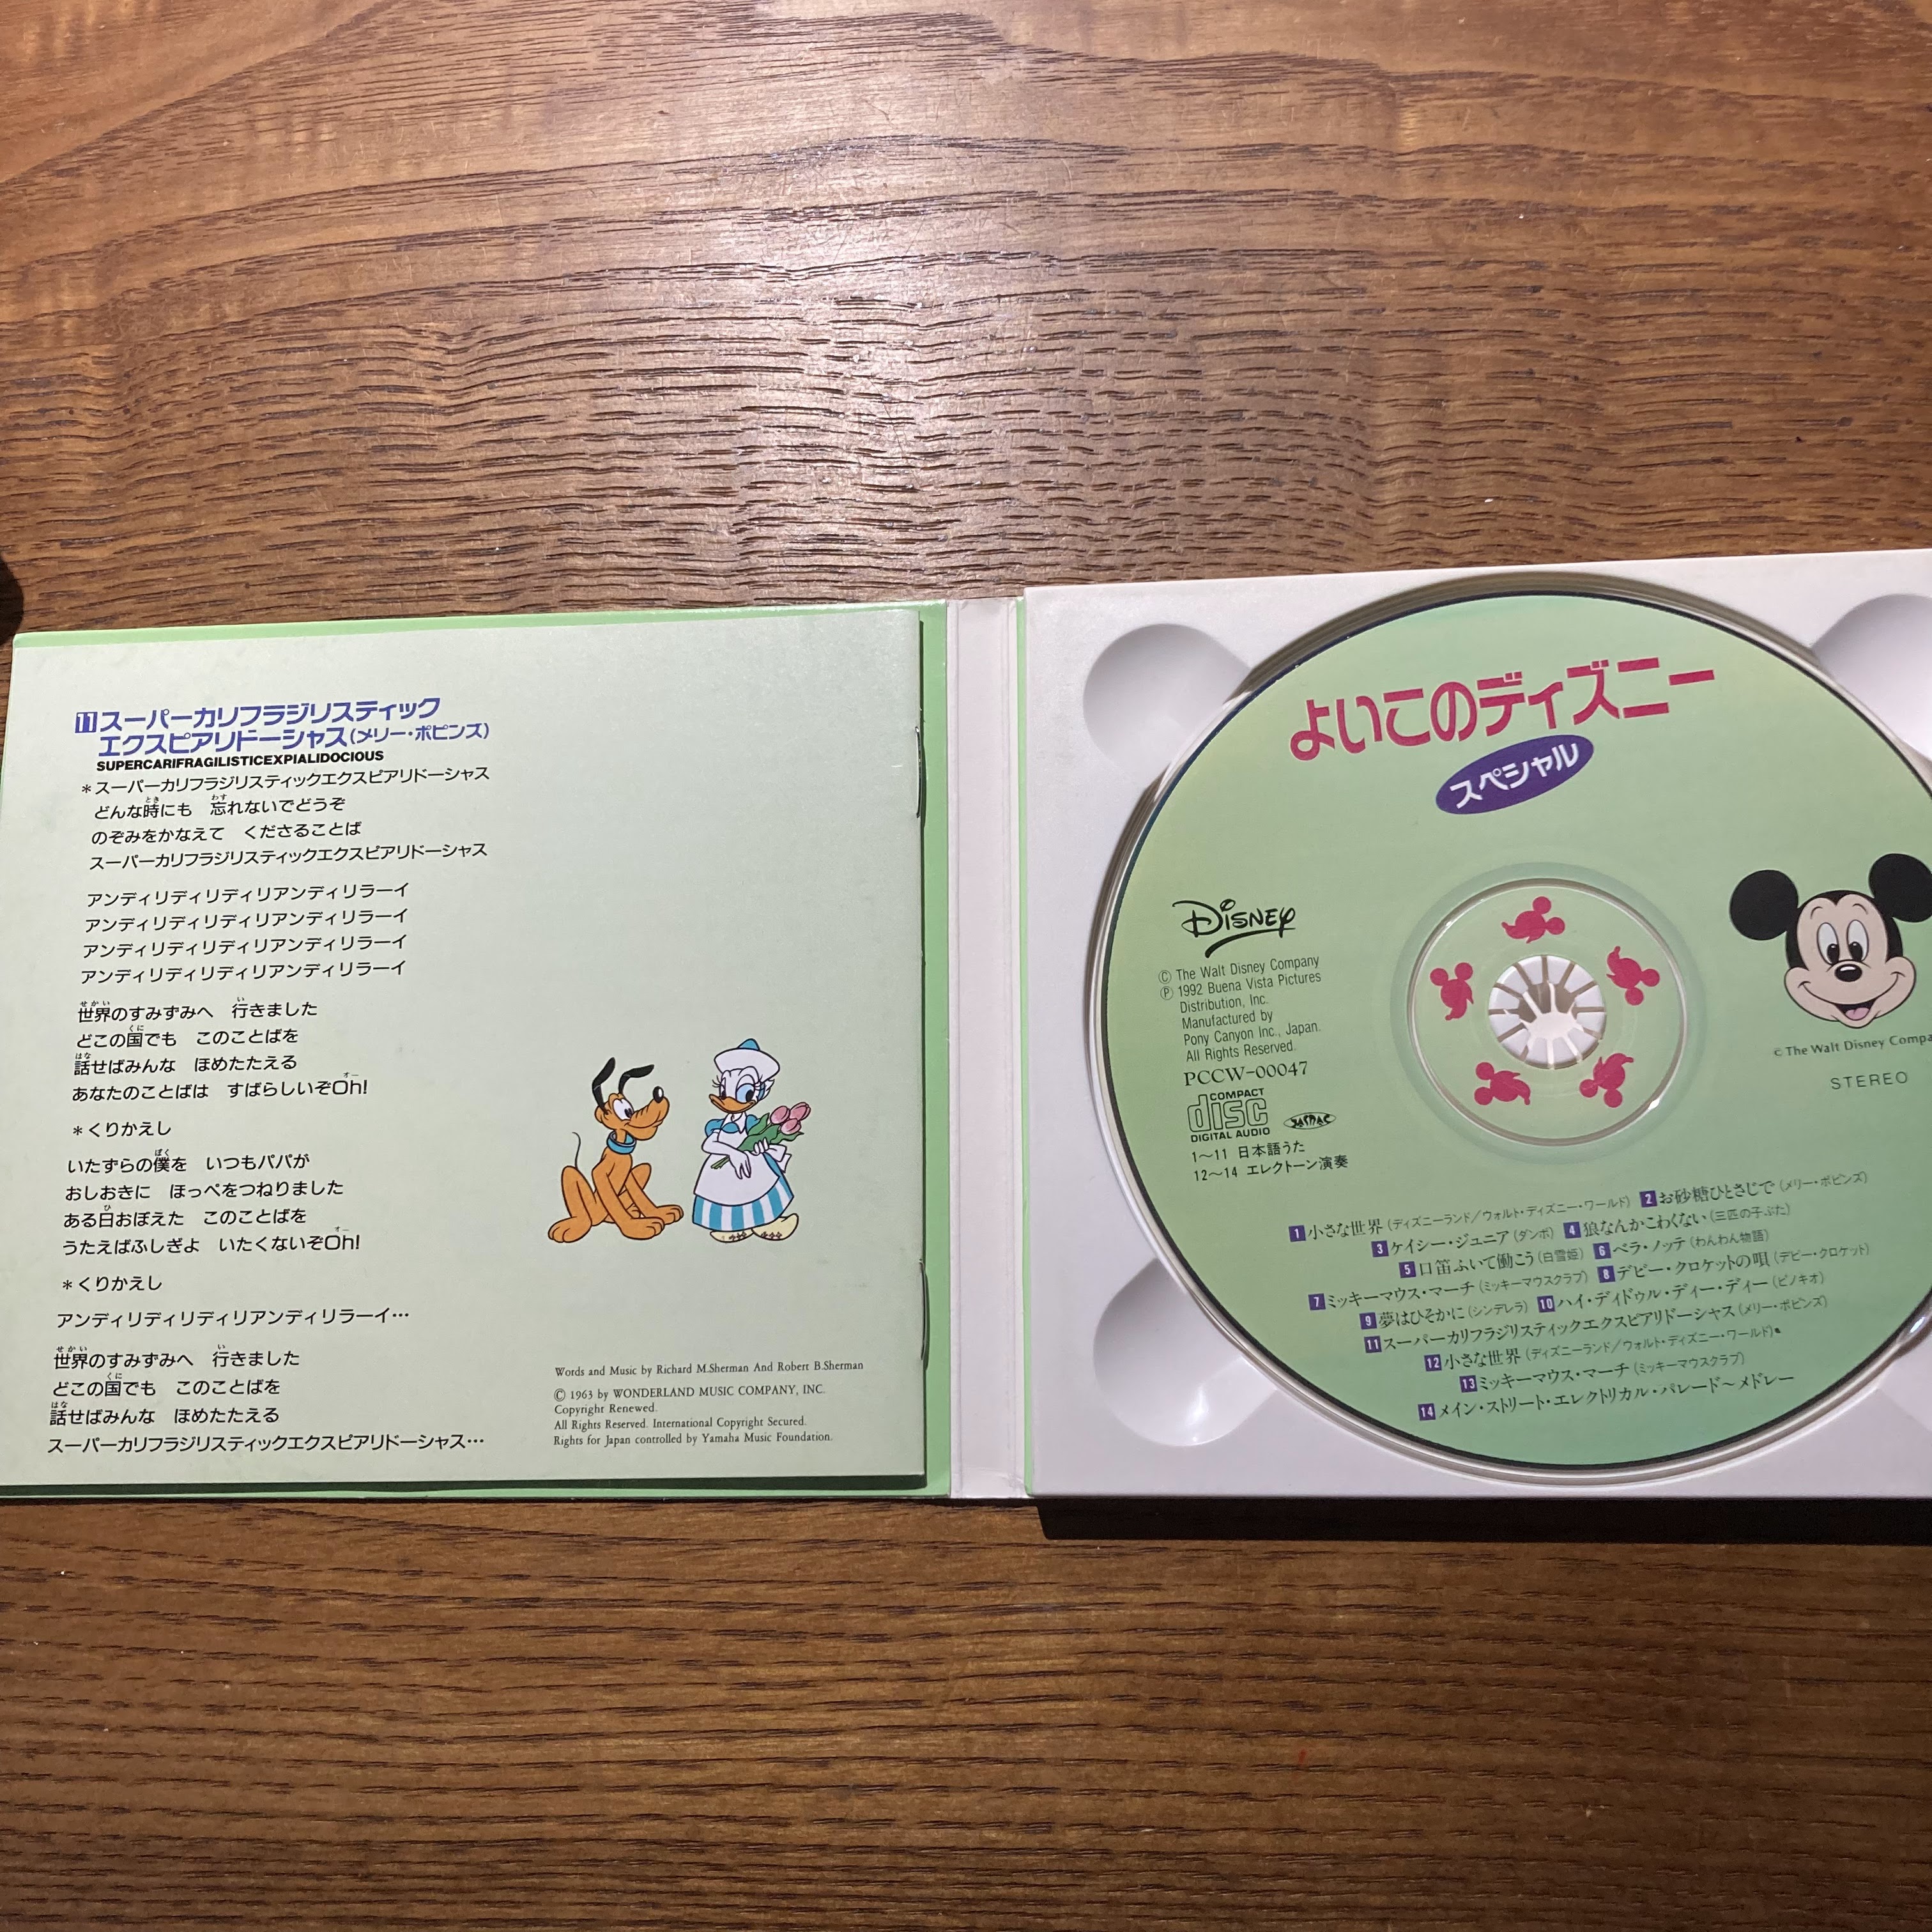 11 スーパーカリフラジリスティック
エクスピアリドーシャス(メリー・ポピンズ)
SUPERCARIFRAGILISTICEXPIALIDOCIOUS
*スーパーカリフラジリスティックエクスピアリドーシャス
どんな時にも 忘れないでどうぞ
のぞみをかなえて くださることば
スーパーカリフラジリスティックエクスピアリドーシャス
アンディリディリディリアンディリラーイ
アンディリディリディリアンディリラーイ
アンディリディリディリアンディリラーイ
アンディリディリディリアンディリラーイ
世界のすみずみへ 行きました
どこの国でも このことばを
話せばみんな ほめたたえる
あなたのことばは すばらしいぞOh!
*くりかえし
いたずらの僕を いつもパパが
おしおきに ほっぺをつねりました
ある日おぼえた このことばを
うたえばふしぎよ いたくないぞOh!
*くりかえし
アンディリディリディリアンディリラーイ…
世界のすみずみへ 行きました
どこの国でも このことばを
話せばみんな ほめたたえる
スーパーカリフラジリスティックエクスピアリドーシャス…
Words and Music by Richard M.Sherman And Robert B.Sherman
© 1963 by WONDERLAND MUSIC COMPANY, INC.
Copyright Renewed.
All Rights Reserved. International Copyright Secured.
Rights for Japan controlled by Yamaha Music Foundation.
よいこのディズニー
スペシャル
Disney
© The Walt Disney Company
℗ 1992 Buena Vista Pictures
Distribution, Inc.
Manufactured by
Pony Canyon Inc., Japan.
All Rights Reserved.
PCCW-00047
COMPACT
disc
DIGITAL AUDIO
JASRAC
1〜11 日本語うた
12〜14 エレクトーン演奏
© The Walt Disney Compa
STEREO
1 小さな世界(ディズニーランド/ウォルト・ディズニー・ワールド) 2 お砂糖ひとさじで(メリー・ポピンズ)
3 ケイシー・ジュニア(ダンボ) 4 狼なんかこわくない(三匹の子ぶた)
5 口笛ふいて働こう(白雪姫) 6 ベラ・ノッテ(わんわん物語)
7 ミッキーマウス・マーチ(ミッキーマウスクラブ) 8 デビー・クロケットの唄(デビー・クロケット)
9 夢はひそかに(シンデレラ) 10 ハイ・ディドゥル・ディー・ディー(ピノキオ)
11 スーパーカリフラジリスティックエクスピアリドーシャス(メリー・ポピンズ)
12 小さな世界(ディズニーランド/ウォルト・ディズニー・ワールド)
13 ミッキーマウス・マーチ(ミッキーマウスクラブ)
14 メイン・ストリート・エレクトリカル・パレード〜メドレー